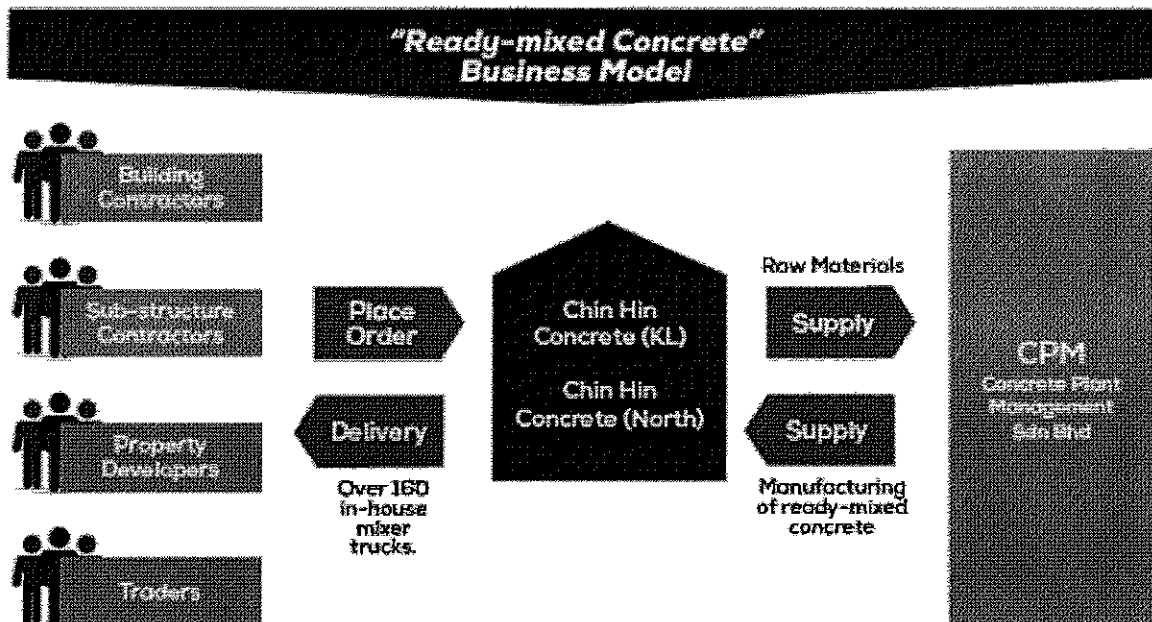 "Ready-mixed Concrete"
Business Model
Building
Contractors
Sub-structure
Contractors
Property
Developers
Traders
Place
Order
Delivery
Over 160
in-house
mixer
trucks.
Chin Hin
Concrete (KL)
Chin Hin
Concrete (North)
Raw Materials
Supply
Supply
Manufacturing
of ready-mixed
concrete
CPM
Concrete Plant
Management
Sdn Bhd